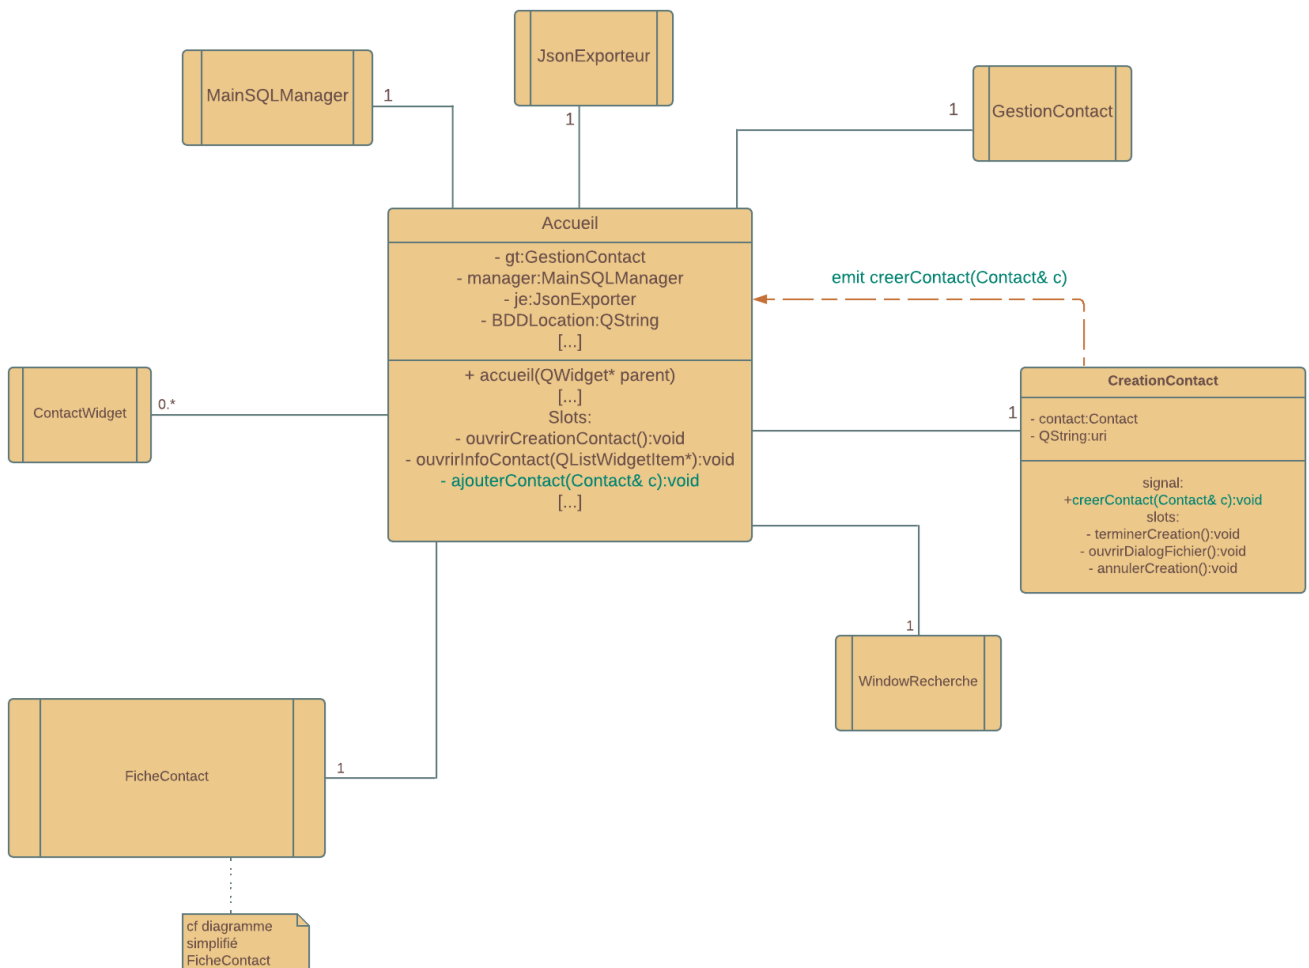 JsonExporteur
MainSQLManager
1
1
GestionContact
1
Accueil
- gt:GestionContact
- manager:MainSQLManager
- je:JsonExporter
- BDDLocation:QString
[...]
+ accueil(QWidget* parent)
[...]
Slots:
- ouvrirCreationContact():void
- ouvrirInfoContact(QListWidgetItem*):void
- ajouterContact(Contact& c):void
[...]
emit creerContact(Contact& c)
ContactWidget
0.*
1
CreationContact
- contact:Contact
- QString:uri
signal:
+creerContact(Contact& c):void
slots:
- terminerCreation():void
- ouvrirDialogFichier():void
- annulerCreation():void
1
WindowRecherche
FicheContact
1
cf diagramme
simplifié
FicheContact